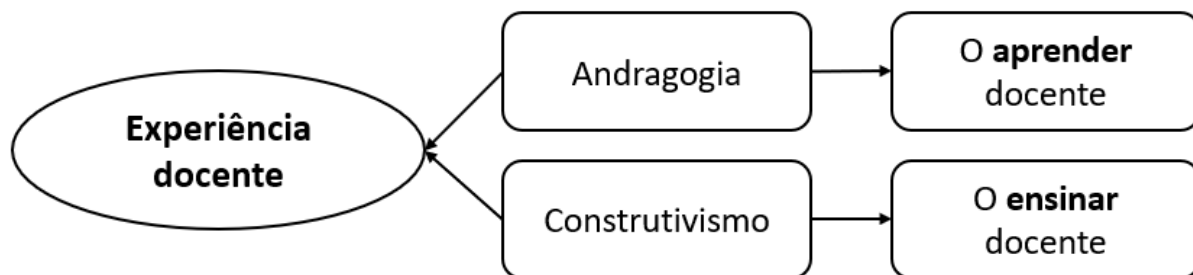 Experiência
docente
Andragogia
O aprender
docente
Construtivismo
O ensinar
docente